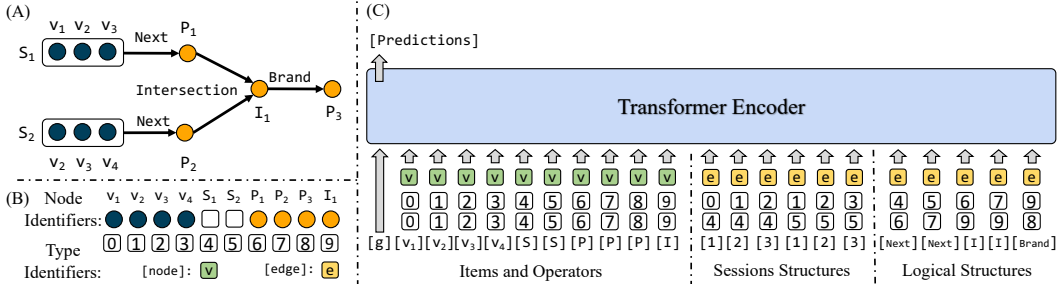 (A)
v1 v2 v3
S1
Next
P1
Intersection
I1
Brand
P3
S2
Next
v2 v3 v4
P2
(B)
Node
Identifiers:
v1 v2 v3 v4 S1 S2 P1 P2 P3 I1
Type
Identifiers:
0 1 2 3 4 5 6 7 8 9
[node]: v
[edge]: e
(C)
[Predictions]
Transformer Encoder
v v v v v v v v v v
e e e e e e
e e e e e
0 1 2 3 4 5 6 7 8 9
0 1 2 1 2 3
4 5 6 7 9
0 1 2 3 4 5 6 7 8 9
4 4 4 5 5 5
6 7 9 9 8
[g] [v1] [v2] [v3] [v4] [S] [S] [P] [P] [P] [I]
[1] [2] [3] [1] [2] [3]
[Next] [Next] [I] [I] [Brand]
Items and Operators
Sessions Structures
Logical Structures